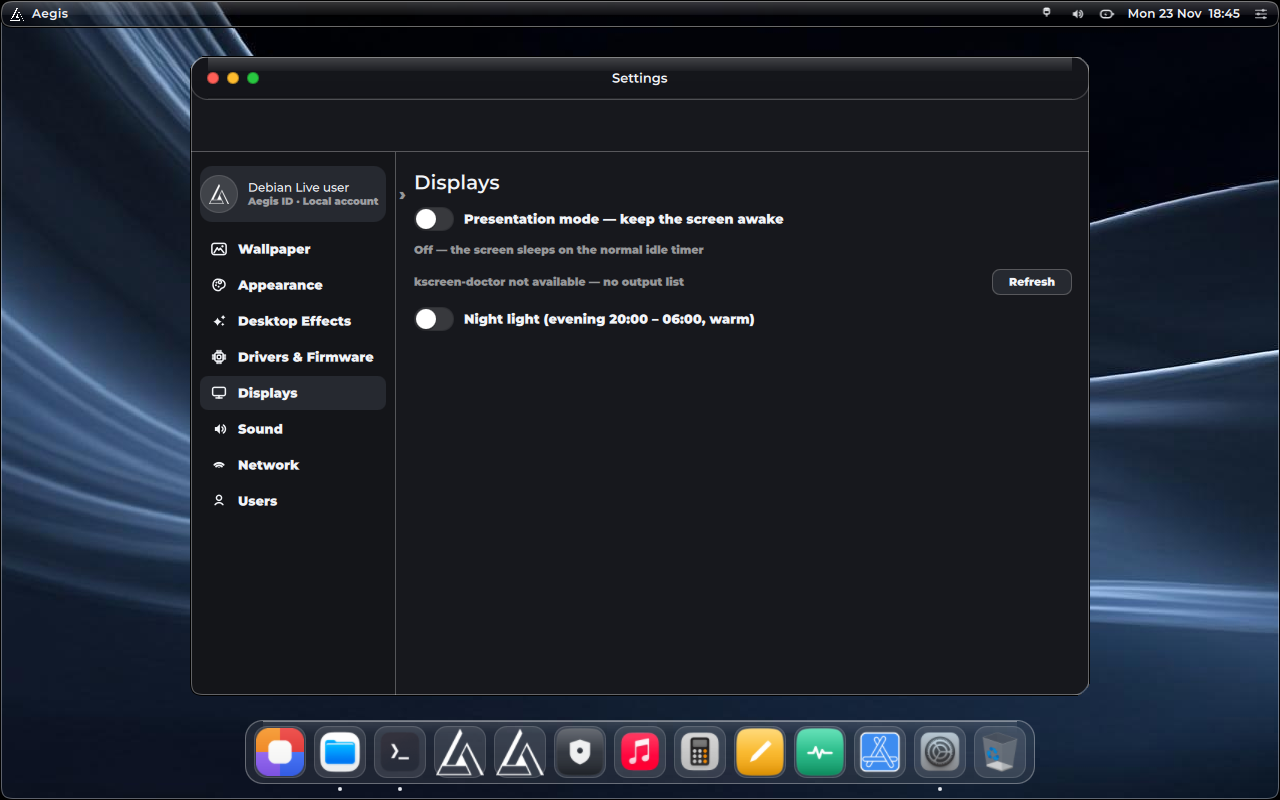 Aegis
Mon 23 Nov 18:45
Settings
Debian Live user
Aegis ID · Local account
Wallpaper
Appearance
Desktop Effects
Drivers & Firmware
Displays
Sound
Network
Users
Displays
Presentation mode — keep the screen awake
Off — the screen sleeps on the normal idle timer
kscreen-doctor not available — no output list
Refresh
Night light (evening 20:00 – 06:00, warm)